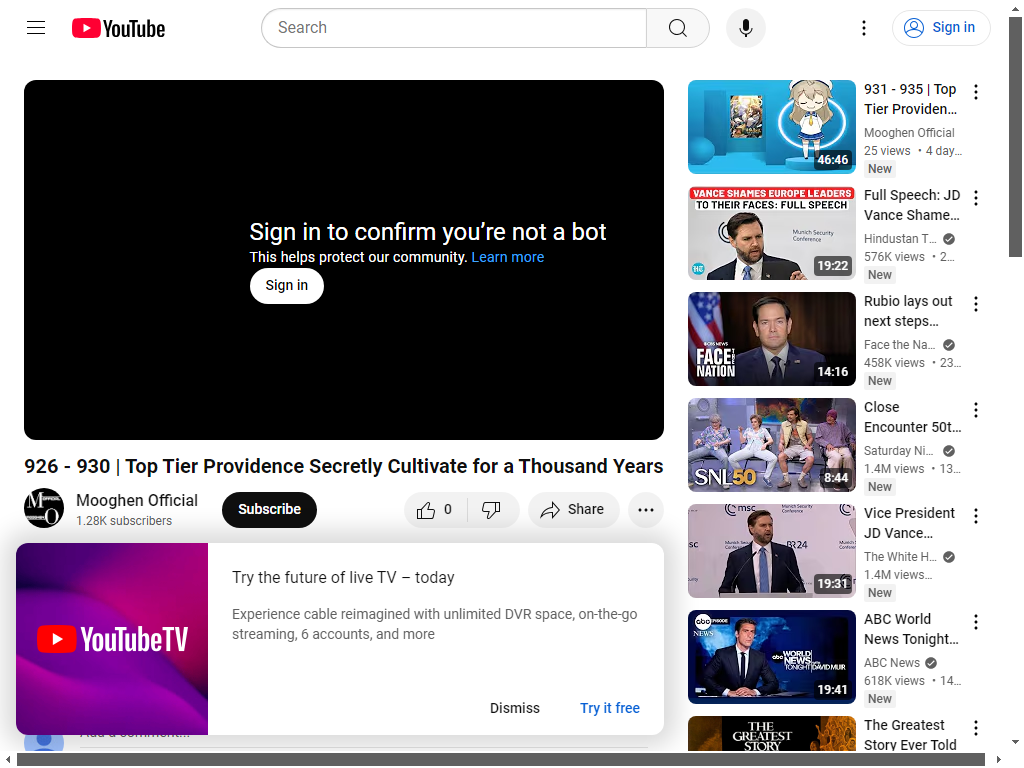 YouTube
Search
Sign in
Sign in to confirm you're not a bot
This helps protect our community. Learn more
Sign in
926 - 930 | Top Tier Providence Secretly Cultivate for a Thousand Years
Mooghen Official
1.28K subscribers
Subscribe
0
Share
YouTubeTV
Try the future of live TV – today
Experience cable reimagined with unlimited DVR space, on-the-go
streaming, 6 accounts, and more
Dismiss
Try it free
Add a comment...
46:46
931 - 935 | Top
Tier Providen...
Mooghen Official
25 views • 4 day...
New
VANCE SHAMES EUROPE LEADERS
TO THEIR FACES: FULL SPEECH
Munich Security
Conference
19:22
Full Speech: JD
Vance Shame...
Hindustan T...
576K views • 2...
New
CBS NEWS
FACE THE
NATION
14:16
Rubio lays out
next steps...
Face the Na...
458K views • 23...
New
SNL50
8:44
Close
Encounter 50t...
Saturday Ni...
1.4M views • 13...
New
msc
19:31
Vice President
JD Vance...
The White H...
1.4M views...
New
abc EPISODE
NEWS
abc WORLD
NEWS
TONIGHT DAVID MUIR
19:41
ABC World
News Tonight...
ABC News
618K views • 14...
New
THE
GREATEST
STORY
The Greatest
Story Ever Told